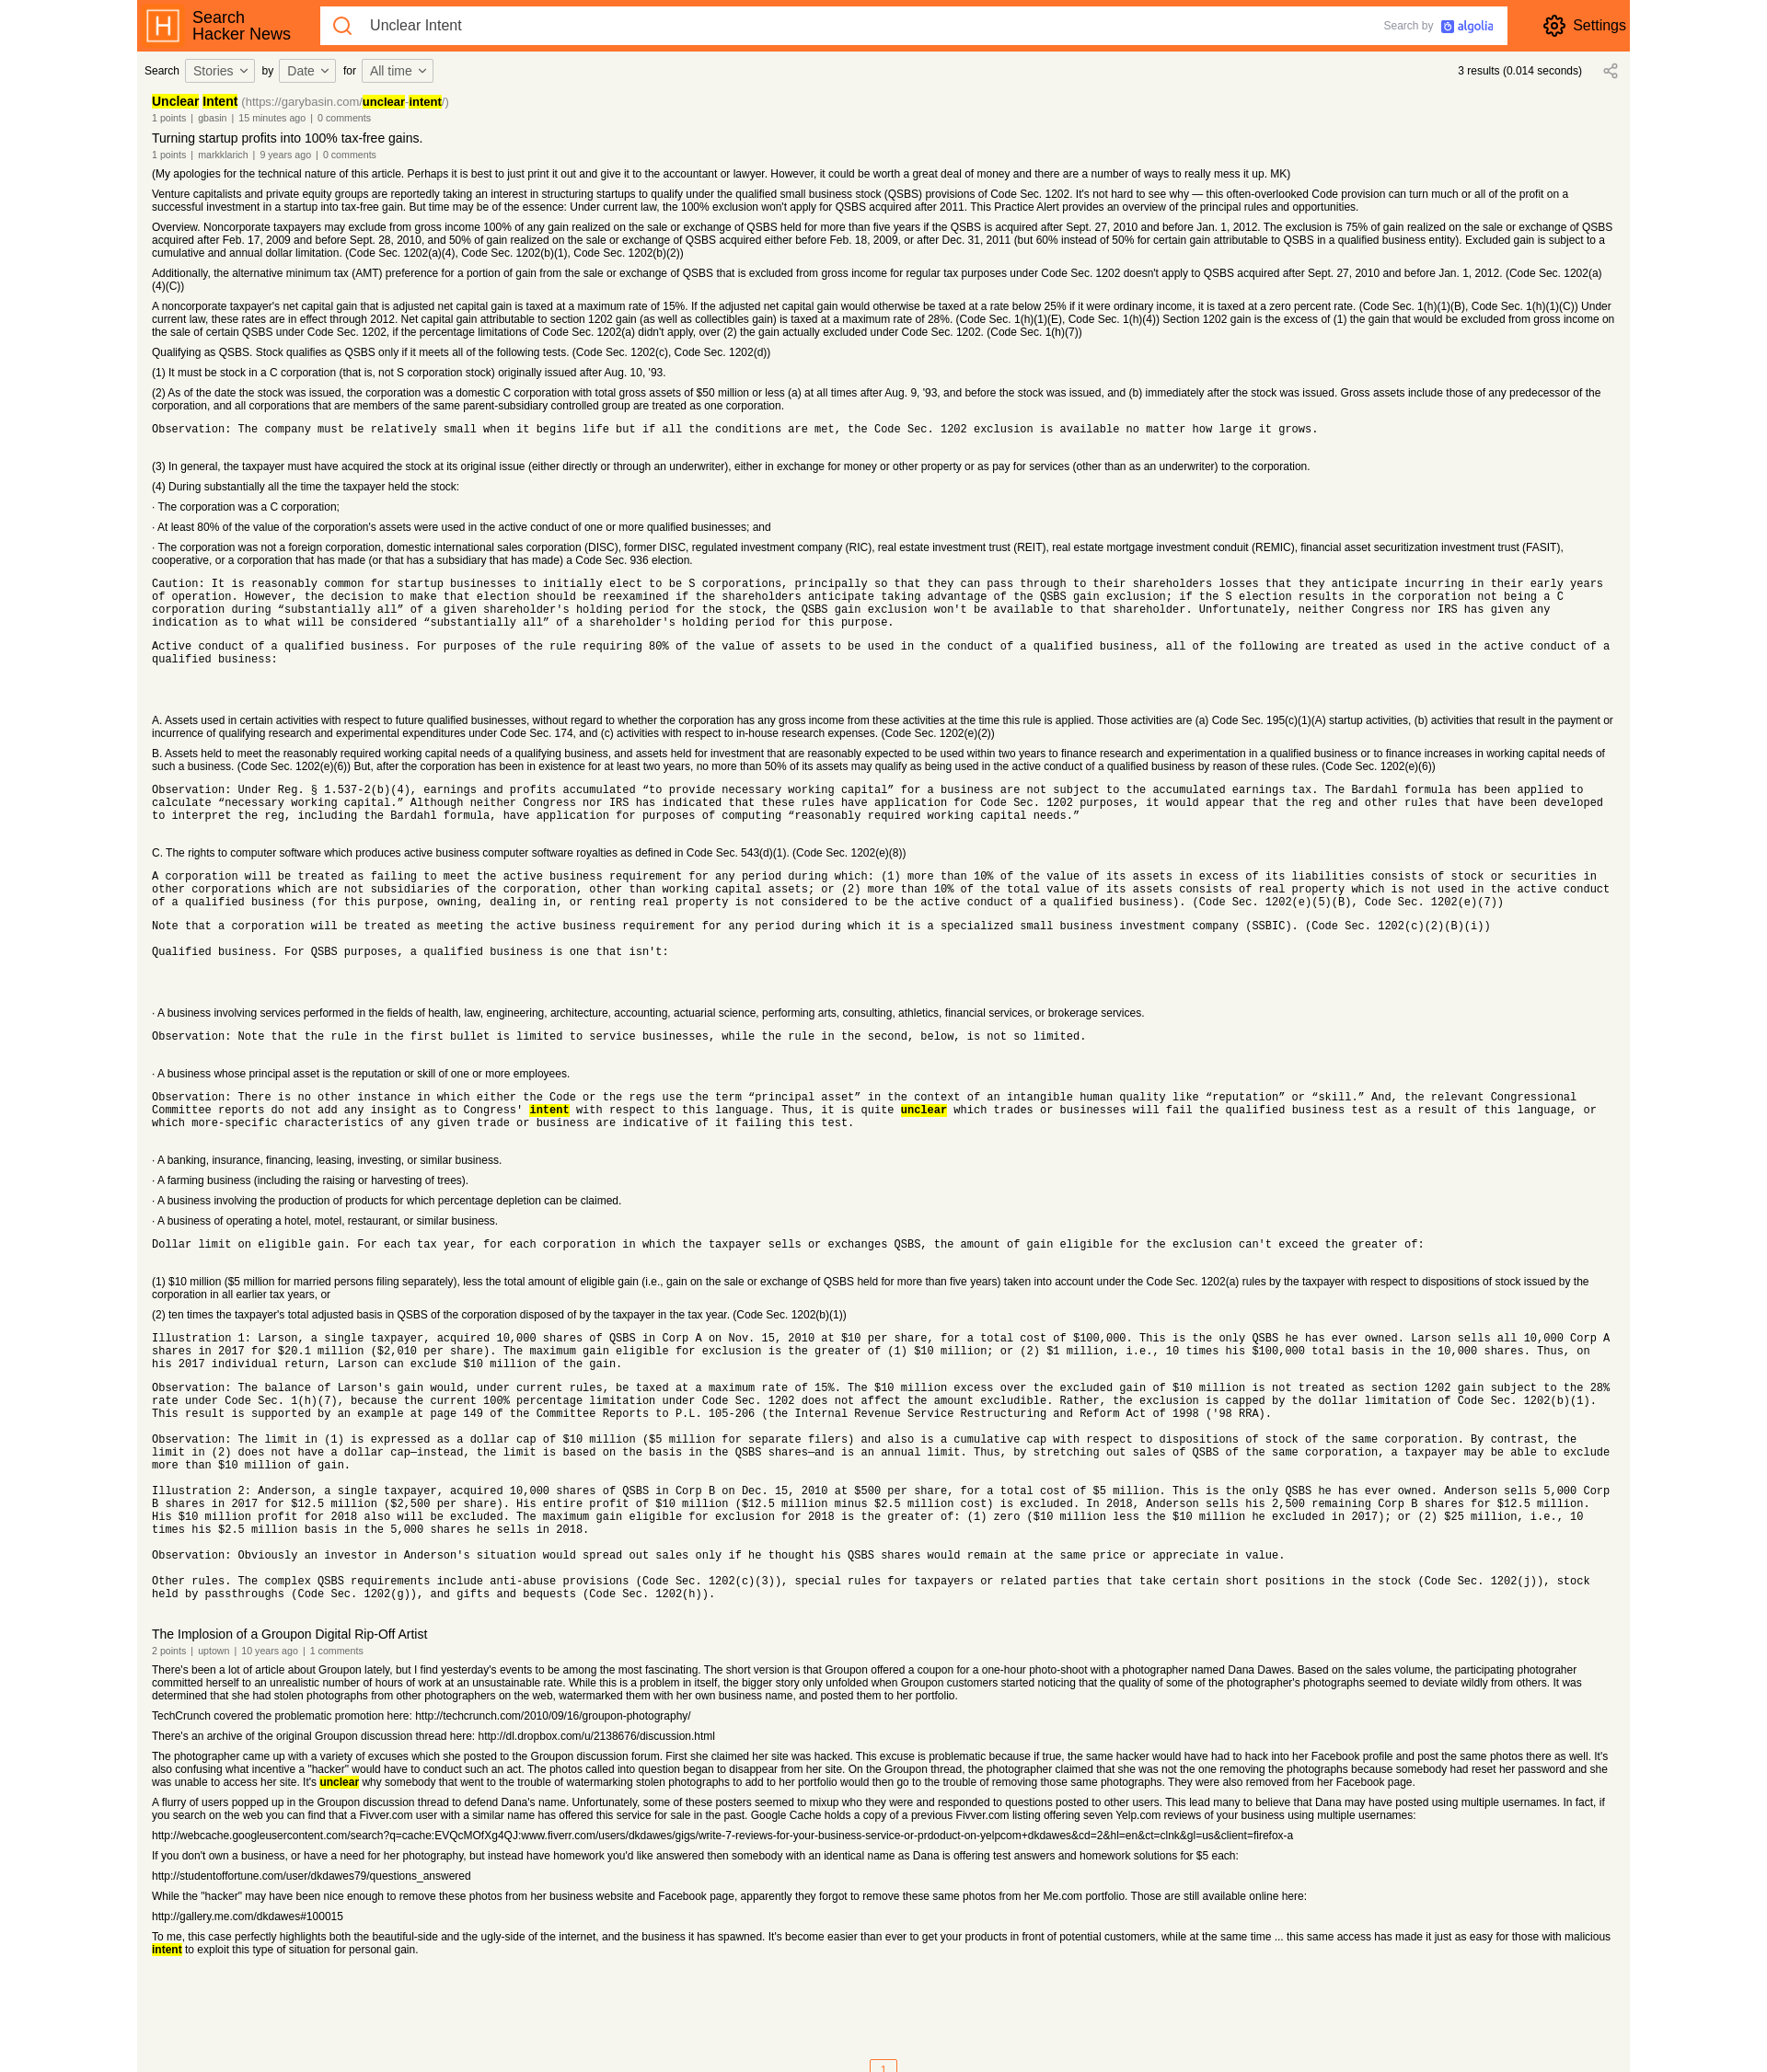 Search
Hacker News
Unclear Intent
Search by algolia
Settings
Search Stories by Date for All time
3 results (0.014 seconds)
Unclear Intent (https://garybasin.com/unclear-intent/)
1 points | gbasin | 15 minutes ago | 0 comments
Turning startup profits into 100% tax-free gains.
1 points | markklarich | 9 years ago | 0 comments
(My apologies for the technical nature of this article. Perhaps it is best to just print it out and give it to the accountant or lawyer. However, it could be worth a great deal of money and there are a number of ways to really mess it up. MK)
Venture capitalists and private equity groups are reportedly taking an interest in structuring startups to qualify under the qualified small business stock (QSBS) provisions of Code Sec. 1202. It's not hard to see why — this often-overlooked Code provision can turn much or all of the profit on a
successful investment in a startup into tax-free gain. But time may be of the essence: Under current law, the 100% exclusion won't apply for QSBS acquired after 2011. This Practice Alert provides an overview of the principal rules and opportunities.
Overview. Noncorporate taxpayers may exclude from gross income 100% of any gain realized on the sale or exchange of QSBS held for more than five years if the QSBS is acquired after Sept. 27, 2010 and before Jan. 1, 2012. The exclusion is 75% of gain realized on the sale or exchange of QSBS
acquired after Feb. 17, 2009 and before Sept. 28, 2010, and 50% of gain realized on the sale or exchange of QSBS acquired either before Feb. 18, 2009, or after Dec. 31, 2011 (but 60% instead of 50% for certain gain attributable to QSBS in a qualified business entity). Excluded gain is subject to a
cumulative and annual dollar limitation. (Code Sec. 1202(a)(4), Code Sec. 1202(b)(1), Code Sec. 1202(b)(2))
Additionally, the alternative minimum tax (AMT) preference for a portion of gain from the sale or exchange of QSBS that is excluded from gross income for regular tax purposes under Code Sec. 1202 doesn't apply to QSBS acquired after Sept. 27, 2010 and before Jan. 1, 2012. (Code Sec. 1202(a)
(4)(C))
A noncorporate taxpayer's net capital gain that is adjusted net capital gain is taxed at a maximum rate of 15%. If the adjusted net capital gain would otherwise be taxed at a rate below 25% if it were ordinary income, it is taxed at a zero percent rate. (Code Sec. 1(h)(1)(B), Code Sec. 1(h)(1)(C)) Under
current law, these rates are in effect through 2012. Net capital gain attributable to section 1202 gain (as well as collectibles gain) is taxed at a maximum rate of 28%. (Code Sec. 1(h)(1)(E), Code Sec. 1(h)(4)) Section 1202 gain is the excess of (1) the gain that would be excluded from gross income on
the sale of certain QSBS under Code Sec. 1202, if the percentage limitations of Code Sec. 1202(a) didn't apply, over (2) the gain actually excluded under Code Sec. 1202. (Code Sec. 1(h)(7))
Qualifying as QSBS. Stock qualifies as QSBS only if it meets all of the following tests. (Code Sec. 1202(c), Code Sec. 1202(d))
(1) It must be stock in a C corporation (that is, not S corporation stock) originally issued after Aug. 10, '93.
(2) As of the date the stock was issued, the corporation was a domestic C corporation with total gross assets of $50 million or less (a) at all times after Aug. 9, '93, and before the stock was issued, and (b) immediately after the stock was issued. Gross assets include those of any predecessor of the
corporation, and all corporations that are members of the same parent-subsidiary controlled group are treated as one corporation.
Observation: The company must be relatively small when it begins life but if all the conditions are met, the Code Sec. 1202 exclusion is available no matter how large it grows.
(3) In general, the taxpayer must have acquired the stock at its original issue (either directly or through an underwriter), either in exchange for money or other property or as pay for services (other than as an underwriter) to the corporation.
(4) During substantially all the time the taxpayer held the stock:
· The corporation was a C corporation;
· At least 80% of the value of the corporation's assets were used in the active conduct of one or more qualified businesses; and
· The corporation was not a foreign corporation, domestic international sales corporation (DISC), former DISC, regulated investment company (RIC), real estate investment trust (REIT), real estate mortgage investment conduit (REMIC), financial asset securitization investment trust (FASIT),
cooperative, or a corporation that has made (or that has a subsidiary that has made) a Code Sec. 936 election.
Caution: It is reasonably common for startup businesses to initially elect to be S corporations, principally so that they can pass through to their shareholders losses that they anticipate incurring in their early years
of operation. However, the decision to make that election should be reexamined if the shareholders anticipate taking advantage of the QSBS gain exclusion; if the S election results in the corporation not being a C
corporation during “substantially all” of a given shareholder's holding period for the stock, the QSBS gain exclusion won't be available to that shareholder. Unfortunately, neither Congress nor IRS has given any
indication as to what will be considered “substantially all” of a shareholder's holding period for this purpose.
Active conduct of a qualified business. For purposes of the rule requiring 80% of the value of assets to be used in the conduct of a qualified business, all of the following are treated as used in the active conduct of a
qualified business:
A. Assets used in certain activities with respect to future qualified businesses, without regard to whether the corporation has any gross income from these activities at the time this rule is applied. Those activities are (a) Code Sec. 195(c)(1)(A) startup activities, (b) activities that result in the payment or
incurrence of qualifying research and experimental expenditures under Code Sec. 174, and (c) activities with respect to in-house research expenses. (Code Sec. 1202(e)(2))
B. Assets held to meet the reasonably required working capital needs of a qualifying business, and assets held for investment that are reasonably expected to be used within two years to finance research and experimentation in a qualified business or to finance increases in working capital needs of
such a business. (Code Sec. 1202(e)(6)) But, after the corporation has been in existence for at least two years, no more than 50% of its assets may qualify as being used in the active conduct of a qualified business by reason of these rules. (Code Sec. 1202(e)(6))
Observation: Under Reg. § 1.537-2(b)(4), earnings and profits accumulated “to provide necessary working capital” for a business are not subject to the accumulated earnings tax. The Bardahl formula has been applied to
calculate “necessary working capital.” Although neither Congress nor IRS has indicated that these rules have application for Code Sec. 1202 purposes, it would appear that the reg and other rules that have been developed
to interpret the reg, including the Bardahl formula, have application for purposes of computing “reasonably required working capital needs.”
C. The rights to computer software which produces active business computer software royalties as defined in Code Sec. 543(d)(1). (Code Sec. 1202(e)(8))
A corporation will be treated as failing to meet the active business requirement for any period during which: (1) more than 10% of the value of its assets in excess of its liabilities consists of stock or securities in
other corporations which are not subsidiaries of the corporation, other than working capital assets; or (2) more than 10% of the total value of its assets consists of real property which is not used in the active conduct
of a qualified business (for this purpose, owning, dealing in, or renting real property is not considered to be the active conduct of a qualified business). (Code Sec. 1202(e)(5)(B), Code Sec. 1202(e)(7))
Note that a corporation will be treated as meeting the active business requirement for any period during which it is a specialized small business investment company (SSBIC). (Code Sec. 1202(c)(2)(B)(i))
Qualified business. For QSBS purposes, a qualified business is one that isn't:
· A business involving services performed in the fields of health, law, engineering, architecture, accounting, actuarial science, performing arts, consulting, athletics, financial services, or brokerage services.
Observation: Note that the rule in the first bullet is limited to service businesses, while the rule in the second, below, is not so limited.
· A business whose principal asset is the reputation or skill of one or more employees.
Observation: There is no other instance in which either the Code or the regs use the term “principal asset” in the context of an intangible human quality like “reputation” or “skill.” And, the relevant Congressional
Committee reports do not add any insight as to Congress' intent with respect to this language. Thus, it is quite unclear which trades or businesses will fail the qualified business test as a result of this language, or
which more-specific characteristics of any given trade or business are indicative of it failing this test.
· A banking, insurance, financing, leasing, investing, or similar business.
· A farming business (including the raising or harvesting of trees).
· A business involving the production of products for which percentage depletion can be claimed.
· A business of operating a hotel, motel, restaurant, or similar business.
Dollar limit on eligible gain. For each tax year, for each corporation in which the taxpayer sells or exchanges QSBS, the amount of gain eligible for the exclusion can't exceed the greater of:
(1) $10 million ($5 million for married persons filing separately), less the total amount of eligible gain (i.e., gain on the sale or exchange of QSBS held for more than five years) taken into account under the Code Sec. 1202(a) rules by the taxpayer with respect to dispositions of stock issued by the
corporation in all earlier tax years, or
(2) ten times the taxpayer's total adjusted basis in QSBS of the corporation disposed of by the taxpayer in the tax year. (Code Sec. 1202(b)(1))
Illustration 1: Larson, a single taxpayer, acquired 10,000 shares of QSBS in Corp A on Nov. 15, 2010 at $10 per share, for a total cost of $100,000. This is the only QSBS he has ever owned. Larson sells all 10,000 Corp A
shares in 2017 for $20.1 million ($2,010 per share). The maximum gain eligible for exclusion is the greater of (1) $10 million; or (2) $1 million, i.e., 10 times his $100,000 total basis in the 10,000 shares. Thus, on
his 2017 individual return, Larson can exclude $10 million of the gain.
Observation: The balance of Larson's gain would, under current rules, be taxed at a maximum rate of 15%. The $10 million excess over the excluded gain of $10 million is not treated as section 1202 gain subject to the 28%
rate under Code Sec. 1(h)(7), because the current 100% percentage limitation under Code Sec. 1202 does not affect the amount excludible. Rather, the exclusion is capped by the dollar limitation of Code Sec. 1202(b)(1).
This result is supported by an example at page 149 of the Committee Reports to P.L. 105-206 (the Internal Revenue Service Restructuring and Reform Act of 1998 ('98 RRA).
Observation: The limit in (1) is expressed as a dollar cap of $10 million ($5 million for separate filers) and also is a cumulative cap with respect to dispositions of stock of the same corporation. By contrast, the
limit in (2) does not have a dollar cap—instead, the limit is based on the basis in the QSBS shares—and is an annual limit. Thus, by stretching out sales of QSBS of the same corporation, a taxpayer may be able to exclude
more than $10 million of gain.
Illustration 2: Anderson, a single taxpayer, acquired 10,000 shares of QSBS in Corp B on Dec. 15, 2010 at $500 per share, for a total cost of $5 million. This is the only QSBS he has ever owned. Anderson sells 5,000 Corp
B shares in 2017 for $12.5 million ($2,500 per share). His entire profit of $10 million ($12.5 million minus $2.5 million cost) is excluded. In 2018, Anderson sells his 2,500 remaining Corp B shares for $12.5 million.
His $10 million profit for 2018 also will be excluded. The maximum gain eligible for exclusion for 2018 is the greater of: (1) zero ($10 million less the $10 million he excluded in 2017); or (2) $25 million, i.e., 10
times his $2.5 million basis in the 5,000 shares he sells in 2018.
Observation: Obviously an investor in Anderson's situation would spread out sales only if he thought his QSBS shares would remain at the same price or appreciate in value.
Other rules. The complex QSBS requirements include anti-abuse provisions (Code Sec. 1202(c)(3)), special rules for taxpayers or related parties that take certain short positions in the stock (Code Sec. 1202(j)), stock
held by passthroughs (Code Sec. 1202(g)), and gifts and bequests (Code Sec. 1202(h)).
The Implosion of a Groupon Digital Rip-Off Artist
2 points | uptown | 10 years ago | 1 comments
There's been a lot of article about Groupon lately, but I find yesterday's events to be among the most fascinating. The short version is that Groupon offered a coupon for a one-hour photo-shoot with a photographer named Dana Dawes. Based on the sales volume, the participating photograher
committed herself to an unrealistic number of hours of work at an unsustainable rate. While this is a problem in itself, the bigger story only unfolded when Groupon customers started noticing that the quality of some of the photographer's photographs seemed to deviate wildly from others. It was
determined that she had stolen photographs from other photographers on the web, watermarked them with her own business name, and posted them to her portfolio.
TechCrunch covered the problematic promotion here: http://techcrunch.com/2010/09/16/groupon-photography/
There's an archive of the original Groupon discussion thread here: http://dl.dropbox.com/u/2138676/discussion.html
The photographer came up with a variety of excuses which she posted to the Groupon discussion forum. First she claimed her site was hacked. This excuse is problematic because if true, the same hacker would have had to hack into her Facebook profile and post the same photos there as well. It's
also confusing what incentive a "hacker" would have to conduct such an act. The photos called into question began to disappear from her site. On the Groupon thread, the photographer claimed that she was not the one removing the photographs because somebody had reset her password and she
was unable to access her site. It's unclear why somebody that went to the trouble of watermarking stolen photographs to add to her portfolio would then go to the trouble of removing those same photographs. They were also removed from her Facebook page.
A flurry of users popped up in the Groupon discussion thread to defend Dana's name. Unfortunately, some of these posters seemed to mixup who they were and responded to questions posted to other users. This lead many to believe that Dana may have posted using multiple usernames. In fact, if
you search on the web you can find that a Fivver.com user with a similar name has offered this service for sale in the past. Google Cache holds a copy of a previous Fivver.com listing offering seven Yelp.com reviews of your business using multiple usernames:
http://webcache.googleusercontent.com/search?q=cache:EVQcMOfXg4QJ:www.fiverr.com/users/dkdawes/gigs/write-7-reviews-for-your-business-service-or-prdoduct-on-yelpcom+dkdawes&cd=2&hl=en&ct=clnk&gl=us&client=firefox-a
If you don't own a business, or have a need for her photography, but instead have homework you'd like answered then somebody with an identical name as Dana is offering test answers and homework solutions for $5 each:
http://studentoffortune.com/user/dkdawes79/questions_answered
While the "hacker" may have been nice enough to remove these photos from her business website and Facebook page, apparently they forgot to remove these same photos from her Me.com portfolio. Those are still available online here:
http://gallery.me.com/dkdawes#100015
To me, this case perfectly highlights both the beautiful-side and the ugly-side of the internet, and the business it has spawned. It's become easier than ever to get your products in front of potential customers, while at the same time ... this same access has made it just as easy for those with malicious
intent to exploit this type of situation for personal gain.
1